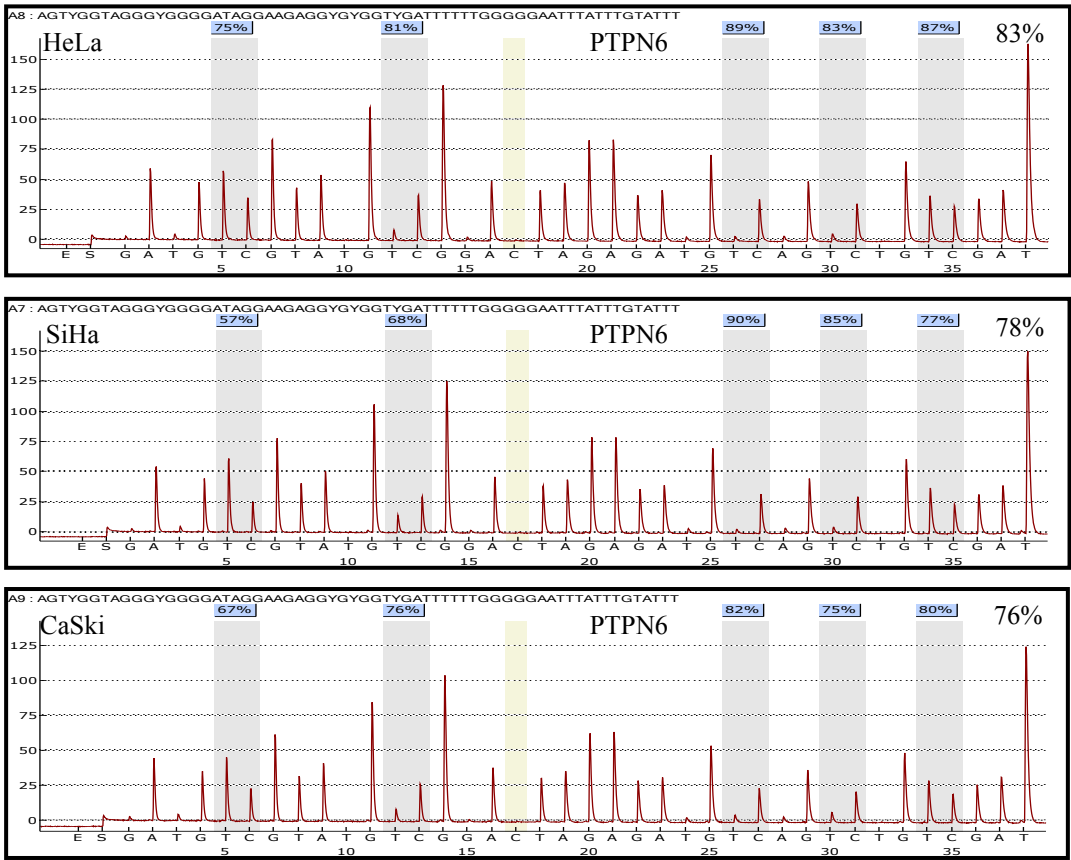 A8 : AGTYGGTAGGGYGGGGATAGGAAGAGGYGYGGTYGATTTTTTGGGGGAATTTATTTGTATTT
75% 81% 89% 83% 87%
HeLa PTPN6 83%
150
125
100
75
50
25
0
E S G A T G T C G T A T G T C G G A C T A G A G A T G T C A G T C T G T C G A T
5 10 15 20 25 30 35
A7 : AGTYGGTAGGGYGGGGATAGGAAGAGGYGYGGTYGATTTTTTGGGGGAATTTATTTGTATTT
57% 68% 90% 85% 77%
SiHa PTPN6 78%
150
125
100
75
50
25
0
E S G A T G T C G T A T G T C G G A C T A G A G A T G T C A G T C T G T C G A T
5 10 15 20 25 30 35
A9 : AGTYGGTAGGGYGGGGATAGGAAGAGGYGYGGTYGATTTTTTGGGGGAATTTATTTGTATTT
67% 76% 82% 75% 80%
CaSki PTPN6 76%
125
100
75
50
25
0
E S G A T G T C G T A T G T C G G A C T A G A G A T G T C A G T C T G T C G A T
5 10 15 20 25 30 35